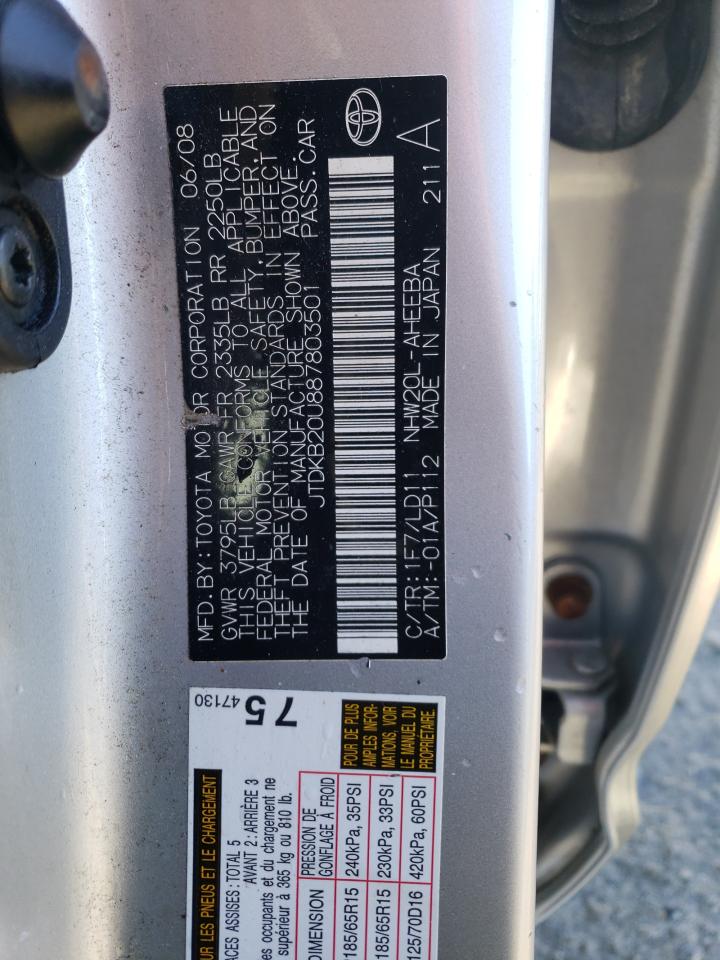 MFD.BY:TOYOTA MOTOR CORPORATION 06/08
GVWR 3795LB GAWR FR 2335LB RR 2250LB
THIS VEHICLE CONFORMS TO ALL APPLICABLE
FEDERAL MOTOR VEHICLE SAFETY,BUMPER,AND
THEFT PREVENTION STANDARDS IN EFFECT ON
THE DATE OF MANUFACTURE SHOWN ABOVE.
JTDKB20U887803501 PASS.CAR
C/TR:1F7/LD11 NHW20L-AHEEBA
A/TM:-01A/P112 MADE IN JAPAN 211 A
47130
75
UR LES PNEUS ET LE CHARGEMENT
ACES ASSISES: TOTAL 5
AVANT 2: ARRIÈRE 3
es occupants et du chargement ne
supérieur à 365 kg ou 810 lb.
DIMENSION
PRESSION DE
GONFLAGE À FROID
185/65R15 240kPa, 35PSI
185/65R15 230kPa, 33PSI
125/70D16 420kPa, 60PSI
POUR DE PLUS
AMPLES INFOR-
MATIONS, VOIR
LE MANUEL DU
PROPRIÉTAIRE.